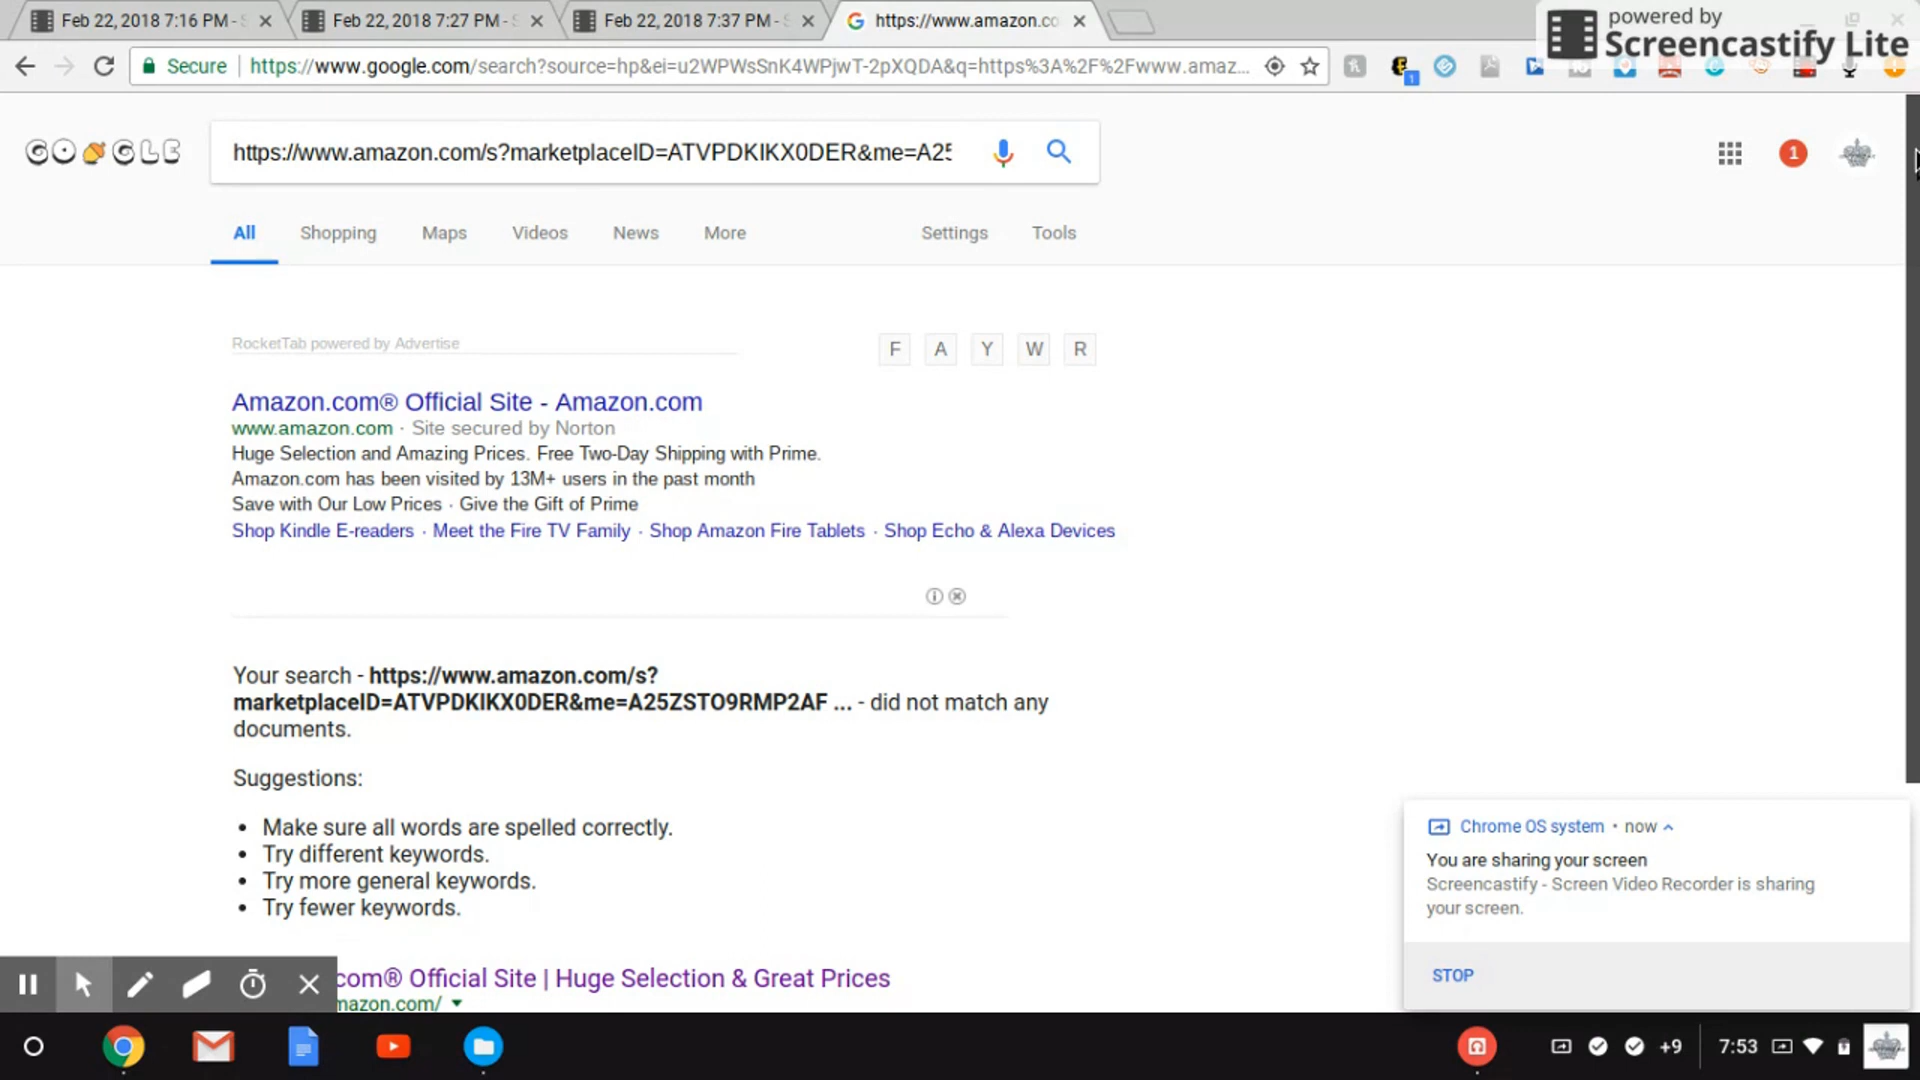 Feb 22, 2018 7:16 PM - S
Feb 22, 2018 7:27 PM - S
Feb 22, 2018 7:37 PM - S
https://www.amazon.co
powered by
Screencastify Lite
Secure
https://www.google.com/search?source=hp&ei=u2WPWsSnK4WPjwT-2pXQDA&q=https%3A%2F%2Fwww.amaz...
1
GO GLE
https://www.amazon.com/s?marketplaceID=ATVPDKIKX0DER&me=A25
1
All
Shopping
Maps
Videos
News
More
Settings
Tools
RocketTab powered by Advertise
F A Y W R
Amazon.com® Official Site - Amazon.com
www.amazon.com · Site secured by Norton
Huge Selection and Amazing Prices. Free Two-Day Shipping with Prime.
Amazon.com has been visited by 13M+ users in the past month
Save with Our Low Prices · Give the Gift of Prime
Shop Kindle E-readers · Meet the Fire TV Family · Shop Amazon Fire Tablets · Shop Echo & Alexa Devices
Your search - https://www.amazon.com/s?
marketplaceID=ATVPDKIKX0DER&me=A25ZSTO9RMP2AF ... - did not match any
documents.
Suggestions:
• Make sure all words are spelled correctly.
• Try different keywords.
• Try more general keywords.
• Try fewer keywords.
Chrome OS system · now
You are sharing your screen
Screencastify - Screen Video Recorder is sharing
your screen.
STOP
com® Official Site | Huge Selection & Great Prices
mazon.com/
+9
7:53